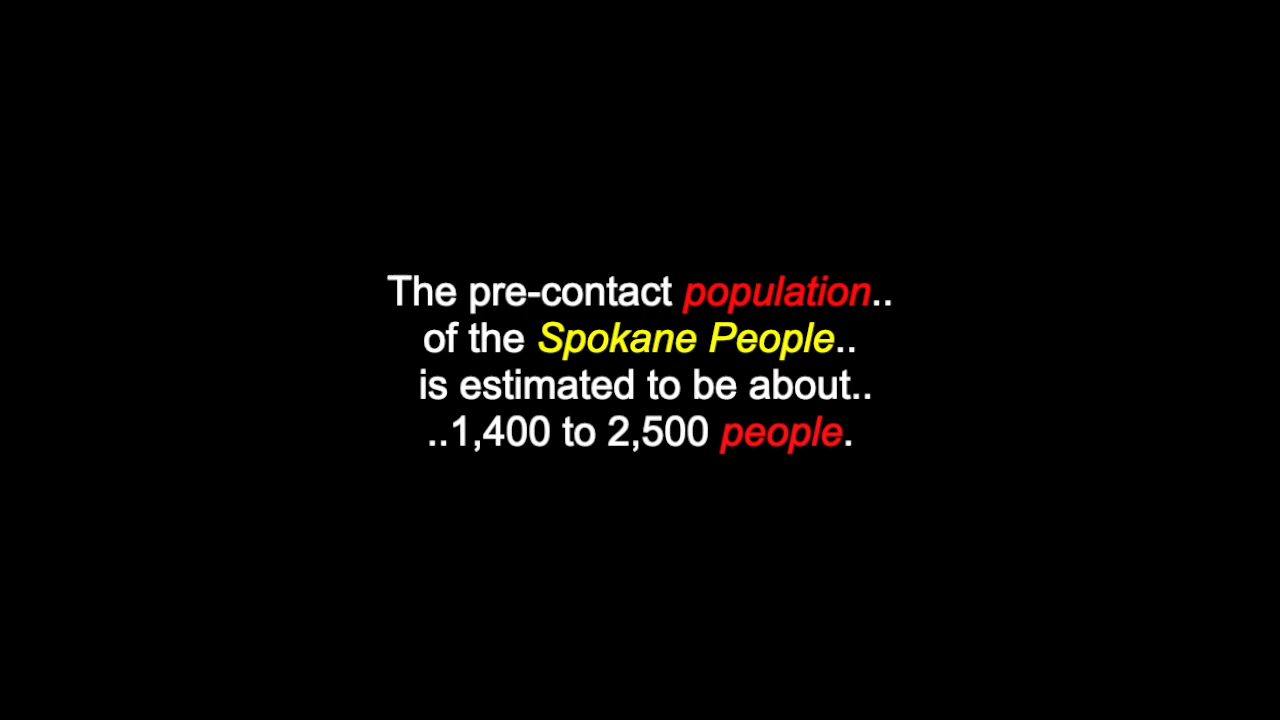 The pre-contact population..
of the Spokane People..
is estimated to be about..
..1,400 to 2,500 people.